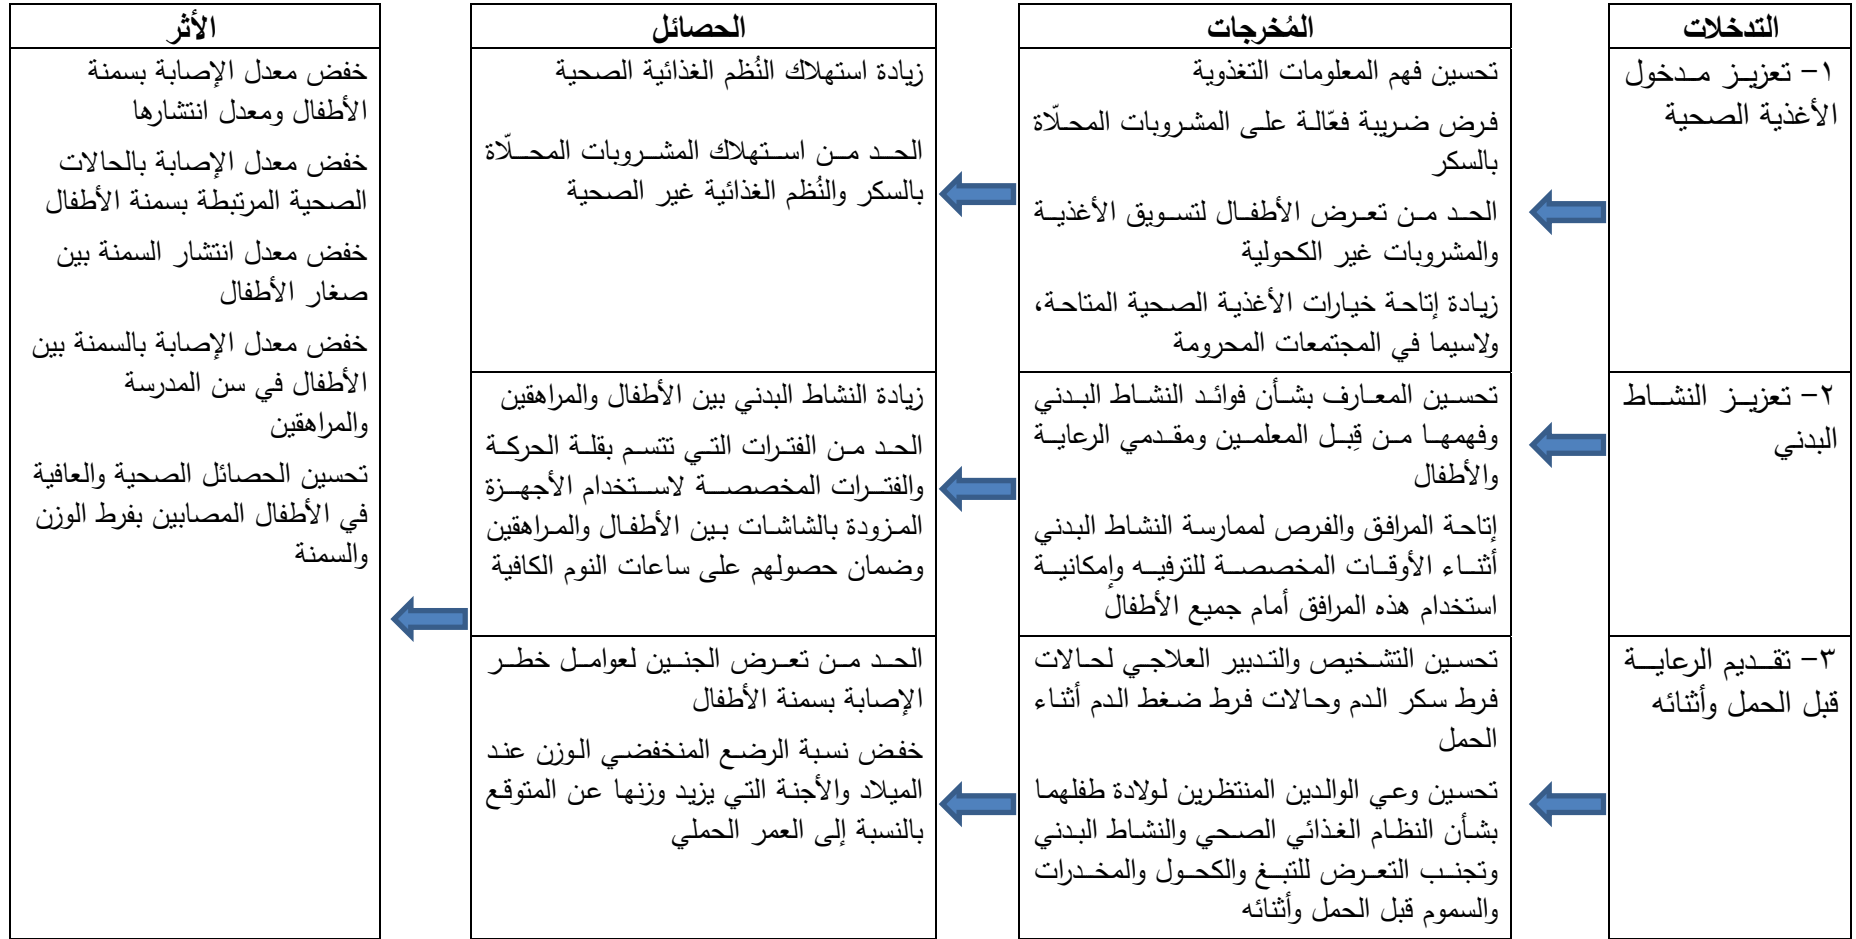 التدخلات
١- تعزيز مدخول
الأغذية الصحية
٢- تعزيز النشاط
البدني
٣- تقديم الرعاية
قبل الحمل وأثنائه
المُخرجات
تحسين فهم المعلومات التغذوية
فرض ضريبة فعّالة على المشروبات المحلّاة
بالسكر
الحد من تعرض الأطفال لتسويق الأغذية
والمشروبات غير الكحولية
زيادة إتاحة خيارات الأغذية الصحية المتاحة،
ولاسيما في المجتمعات المحرومة
تحسين المعارف بشأن فوائد النشاط البدني
وفهمها من قِبل المعلمين ومقدمي الرعاية
والأطفال
إتاحة المرافق والفرص لممارسة النشاط البدني
أثناء الأوقات المخصصة للترفيه وإمكانية
استخدام هذه المرافق أمام جميع الأطفال
تحسين التشخيص والتدبير العلاجي لحالات
فرط سكر الدم وحالات فرط ضغط الدم أثناء
الحمل
تحسين وعي الوالدين المنتظرين لولادة طفلهما
بشأن النظام الغذائي الصحي والنشاط البدني
وتجنب التعرض للتبغ والكحول والمخدرات
والسموم قبل الحمل وأثنائه
الحصائل
زيادة استهلاك النُظم الغذائية الصحية
الحد من استهلاك المشروبات المحلّاة
بالسكر والنُظم الغذائية غير الصحية
زيادة النشاط البدني بين الأطفال والمراهقين
الحد من الفترات التي تتسم بقلة الحركة
والفترات المخصصة لاستخدام الأجهزة
المزودة بالشاشات بين الأطفال والمراهقين
وضمان حصولهم على ساعات النوم الكافية
الحد من تعرض الجنين لعوامل خطر
الإصابة بسمنة الأطفال
خفض نسبة الرضع المنخفضي الوزن عند
الميلاد والأجنة التي يزيد وزنها عن المتوقع
بالنسبة إلى العمر الحملي
الأثر
خفض معدل الإصابة بسمنة
الأطفال ومعدل انتشارها
خفض معدل الإصابة بالحالات
الصحية المرتبطة بسمنة الأطفال
خفض معدل انتشار السمنة بين
صغار الأطفال
خفض معدل الإصابة بالسمنة بين
الأطفال في سن المدرسة
والمراهقين
تحسين الحصائل الصحية والعافية
في الأطفال المصابين بفرط الوزن
والسمنة